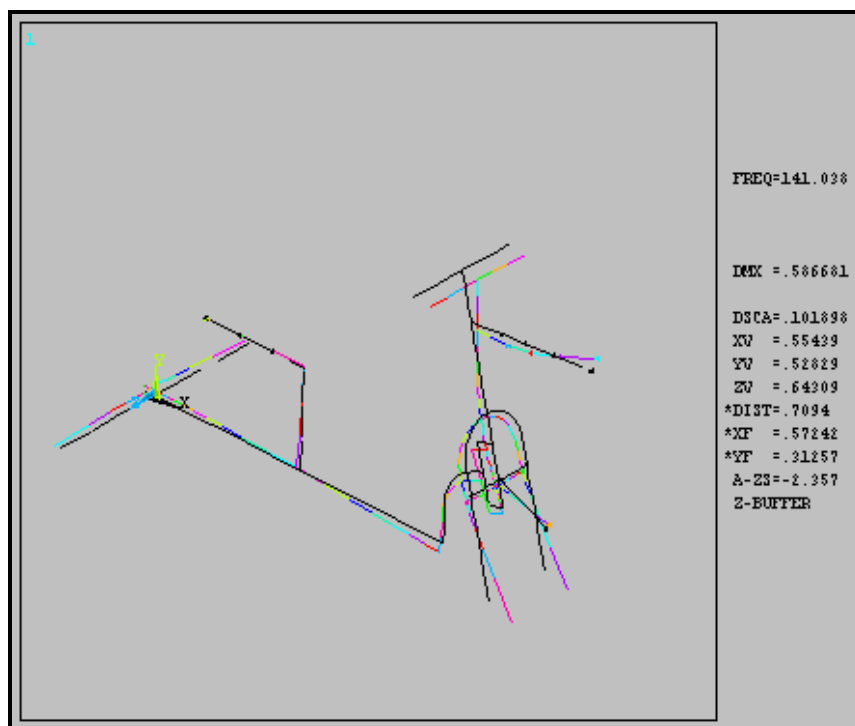 1
FREQ=141.038
DMX =.586681
DSCA=.101898
XV =.55439
YV =.52829
ZV =.64309
*DIST=.7094
*XF =.57242
*YF =.31257
A-ZS=-2.357
Z-BUFFER
Y
X